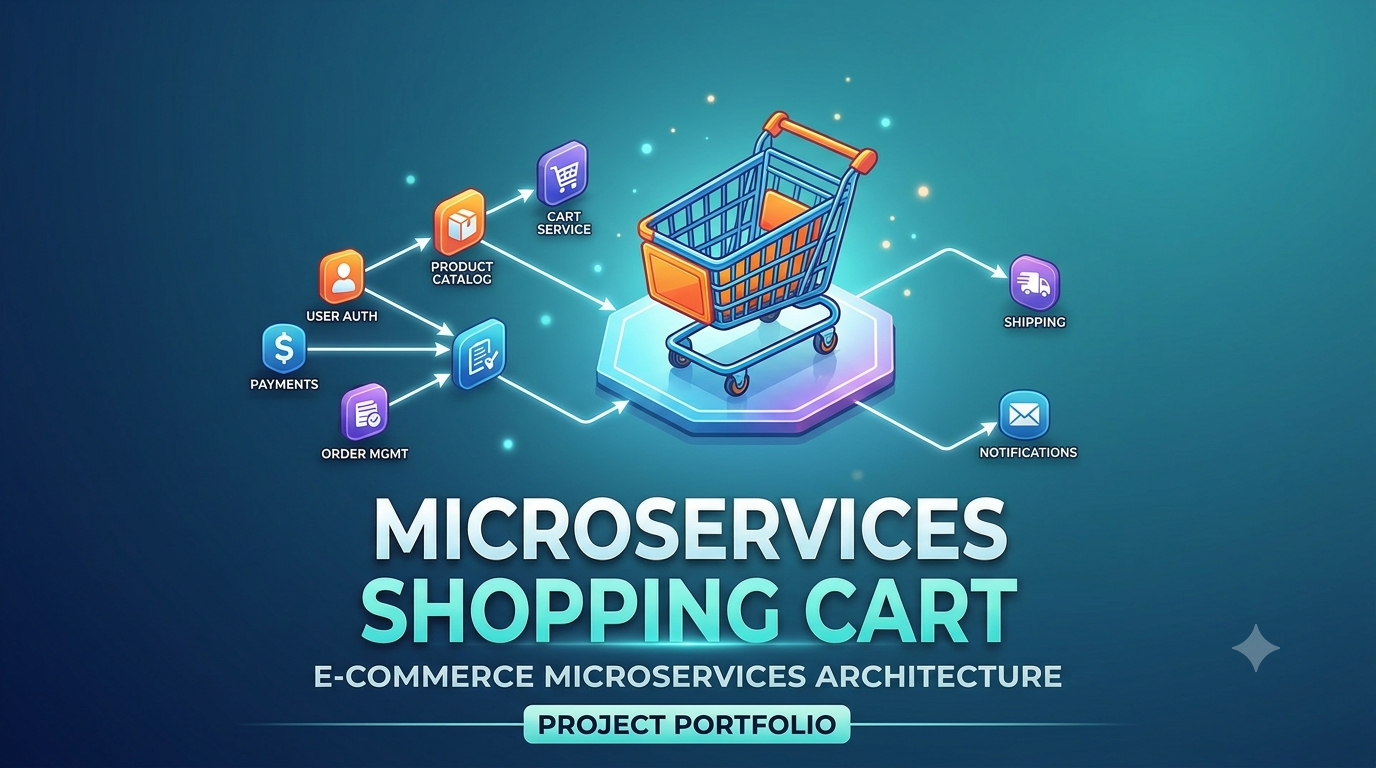 CART
SERVICE
PRODUCT
CATALOG
USER AUTH
$
PAYMENTS
ORDER MGMT
SHIPPING
NOTIFICATIONS
MICROSERVICES
SHOPPING CART
E-COMMERCE MICROSERVICES ARCHITECTURE
PROJECT PORTFOLIO